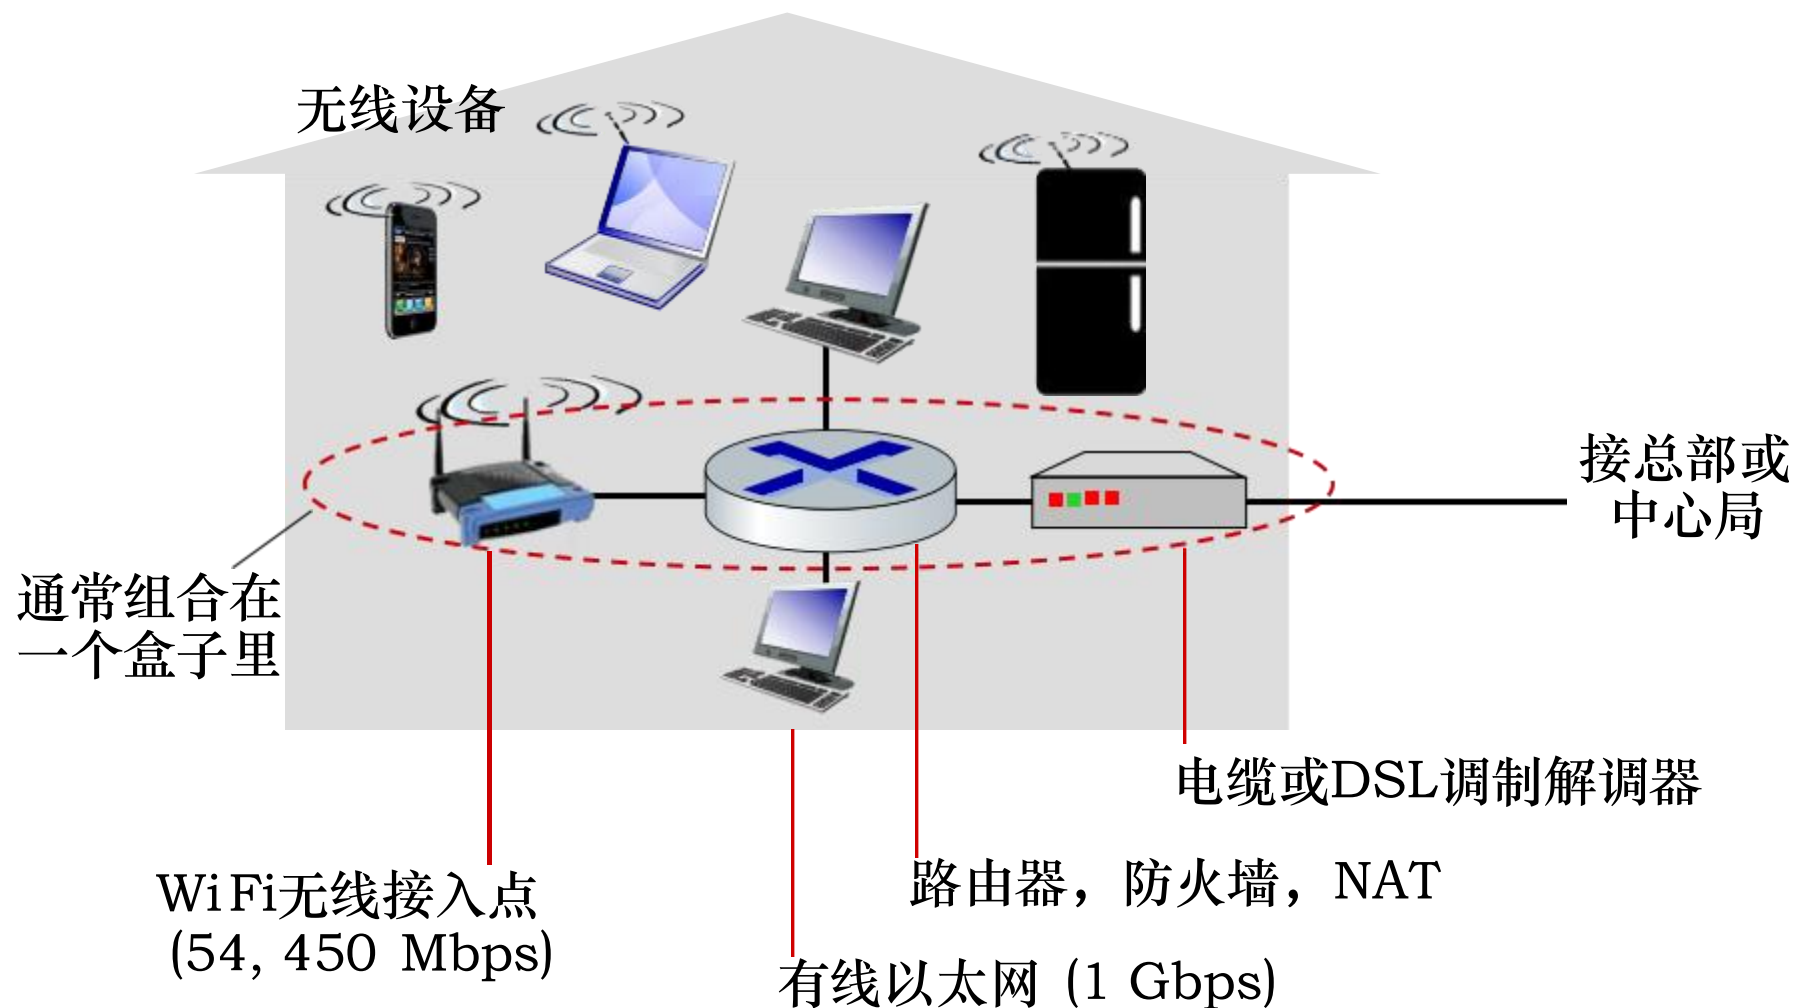 无线设备
接总部或
中心局
通常组合在
一个盒子里
电缆或DSL调制解调器
WiFi无线接入点
(54, 450 Mbps)
路由器，防火墙，NAT
有线以太网 (1 Gbps)